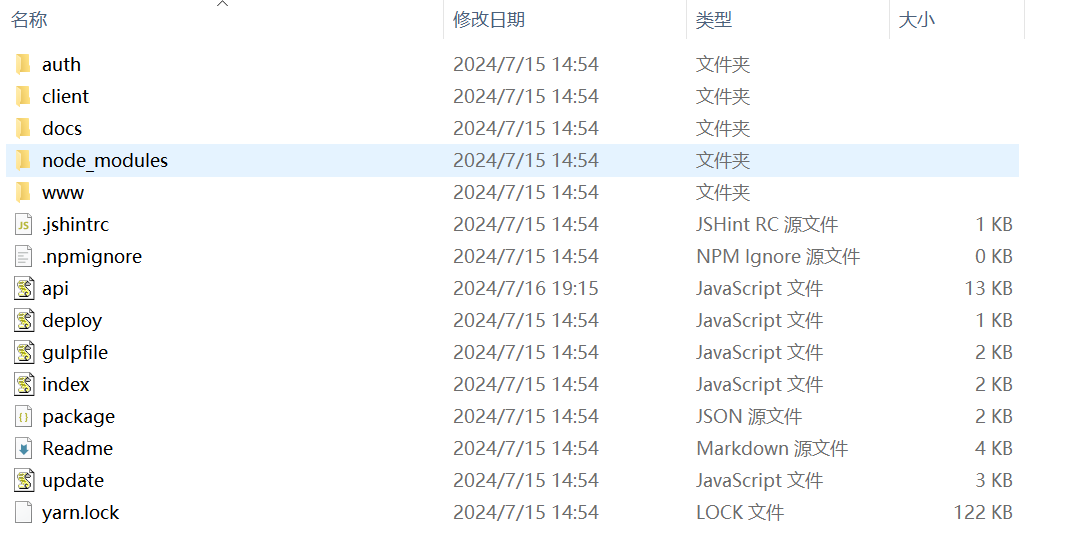 名称 修改日期 类型 大小
auth 2024/7/15 14:54 文件夹
client 2024/7/15 14:54 文件夹
docs 2024/7/15 14:54 文件夹
node_modules 2024/7/15 14:54 文件夹
www 2024/7/15 14:54 文件夹
.jshintrc 2024/7/15 14:54 JSHint RC 源文件 1 KB
.npmignore 2024/7/15 14:54 NPM Ignore 源文件 0 KB
api 2024/7/16 19:15 JavaScript 文件 13 KB
deploy 2024/7/15 14:54 JavaScript 文件 1 KB
gulpfile 2024/7/15 14:54 JavaScript 文件 2 KB
index 2024/7/15 14:54 JavaScript 文件 2 KB
package 2024/7/15 14:54 JSON 源文件 2 KB
Readme 2024/7/15 14:54 Markdown 源文件 4 KB
update 2024/7/15 14:54 JavaScript 文件 3 KB
yarn.lock 2024/7/15 14:54 LOCK 文件 122 KB